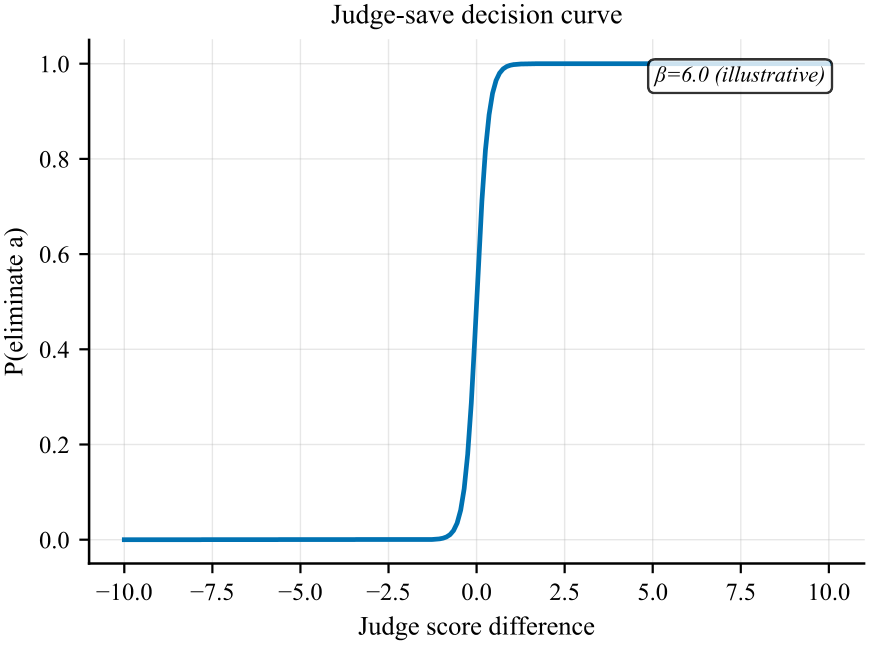 Judge-save decision curve
β=6.0 (illustrative)
P(eliminate a)
1.0
0.8
0.6
0.4
0.2
0.0
−10.0 −7.5 −5.0 −2.5 0.0 2.5 5.0 7.5 10.0
Judge score difference